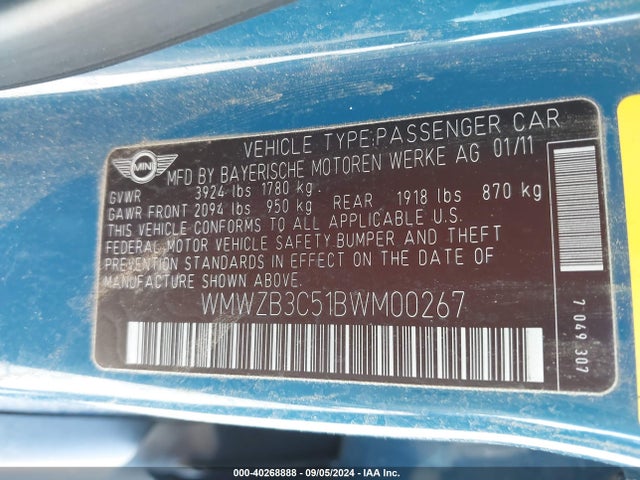 MINI
VEHICLE TYPE:PASSENGER CAR
MFD BY BAYERISCHE MOTOREN WERKE AG 01/11
GVWR 3924 lbs 1780 kg
GAWR FRONT 2094 lbs 950 kg REAR 1918 lbs 870 kg
THIS VEHICLE CONFORMS TO ALL APPLICABLE U.S.
FEDERAL MOTOR VEHICLE SAFETY,BUMPER AND THEFT
PREVENTION STANDARDS IN EFFECT ON THE DATE OF
MANUFACTURE SHOWN ABOVE.
WMWZB3C51BWM00267
7 049 307
000-40268888 - 09/05/2024 - IAA Inc.